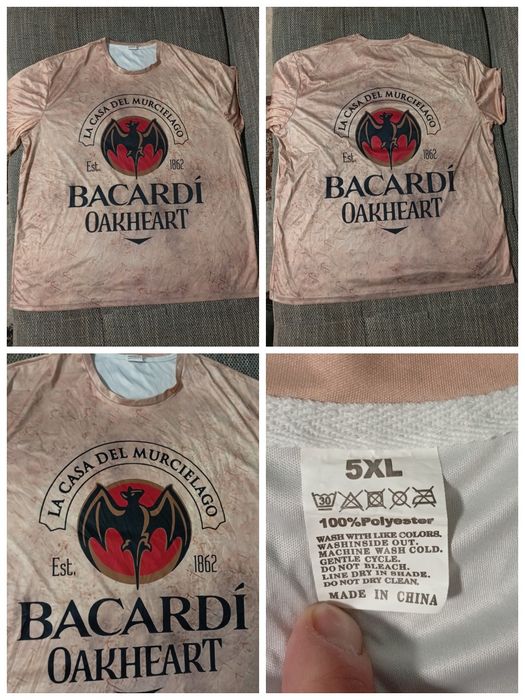 LA CASA DEL MURCIELAGO
Est. 1862
BACARDÍ
OAKHEART
LA CASA DEL MURCIELAGO
Est. 1862
BACARDÍ
OAKHEART
LA CASA DEL MURCIELAGO
Est. 1862
BACARDÍ
OAKHEART
5XL
30
100%Polyester
WASH WITH LIKE COLORS.
WASHINSIDE OUT.
MACHINE WASH COLD.
GENTLE CYCLE.
DO NOT BLEACH.
LINE DRY IN SHADE.
DO NOT DRY CLEAN.
MADE IN CHINA